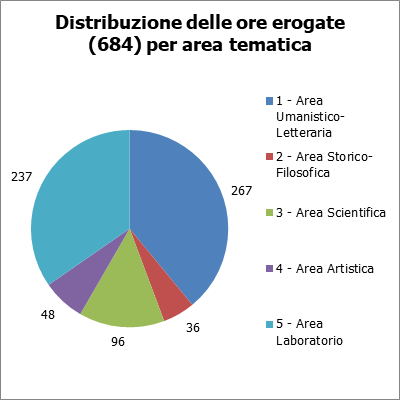 Distribuzione delle ore erogate
(684) per area tematica
237
267
48
96
36
1 - Area
Umanistico-
Letteraria
2 - Area Storico-
Filosofica
3 - Area Scientifica
4 - Area Artistica
5 - Area
Laboratorio